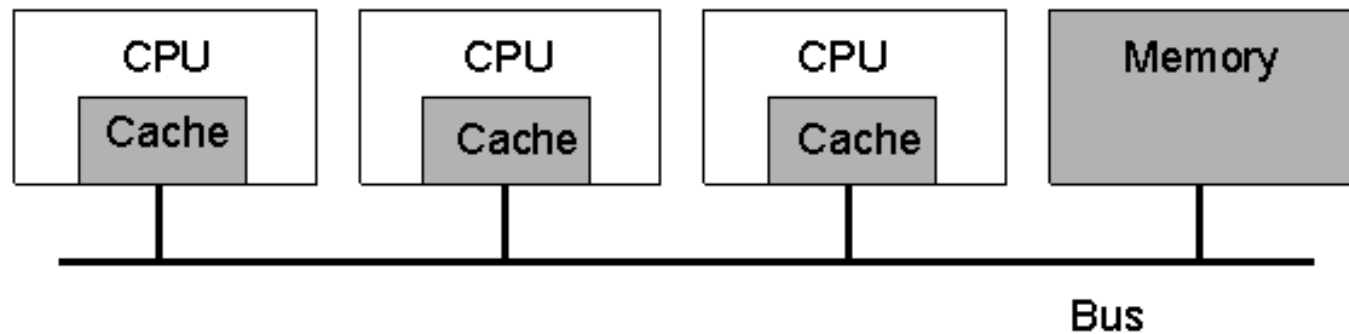 CPU
Cache
CPU
Cache
CPU
Cache
Memory
Bus